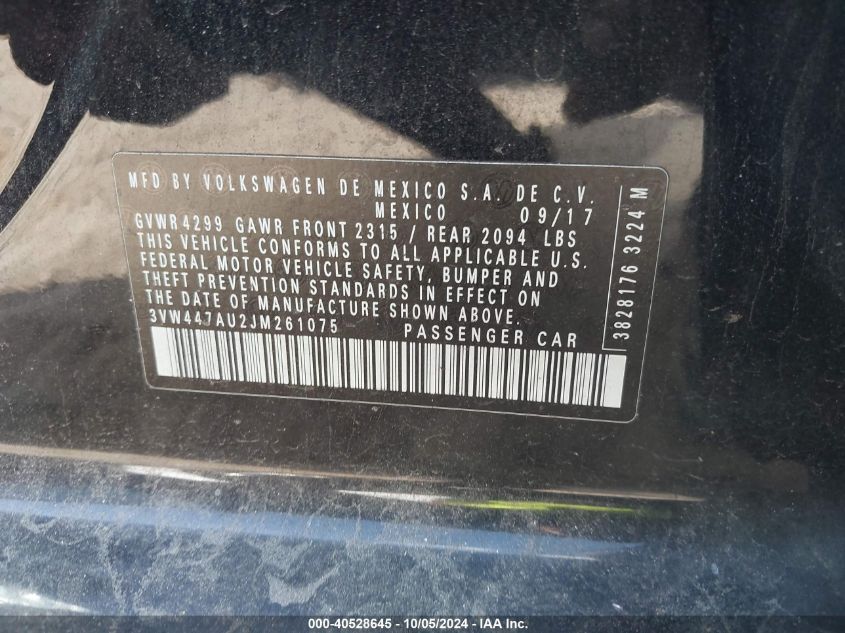 MFD BY VOLKSWAGEN DE MEXICO S.A. DE C.V.
MEXICO 09/17
GVWR 4299 GAWR FRONT 2315 / REAR 2094 LBS
THIS VEHICLE CONFORMS TO ALL APPLICABLE U.S.
FEDERAL MOTOR VEHICLE SAFETY, BUMPER AND
THEFT PREVENTION STANDARDS IN EFFECT ON
THE DATE OF MANUFACTURE SHOWN ABOVE.
3VW447AU2JM261075 PASSENGER CAR
3828176 3224 M
000-40528645 - 10/05/2024 - IAA Inc.